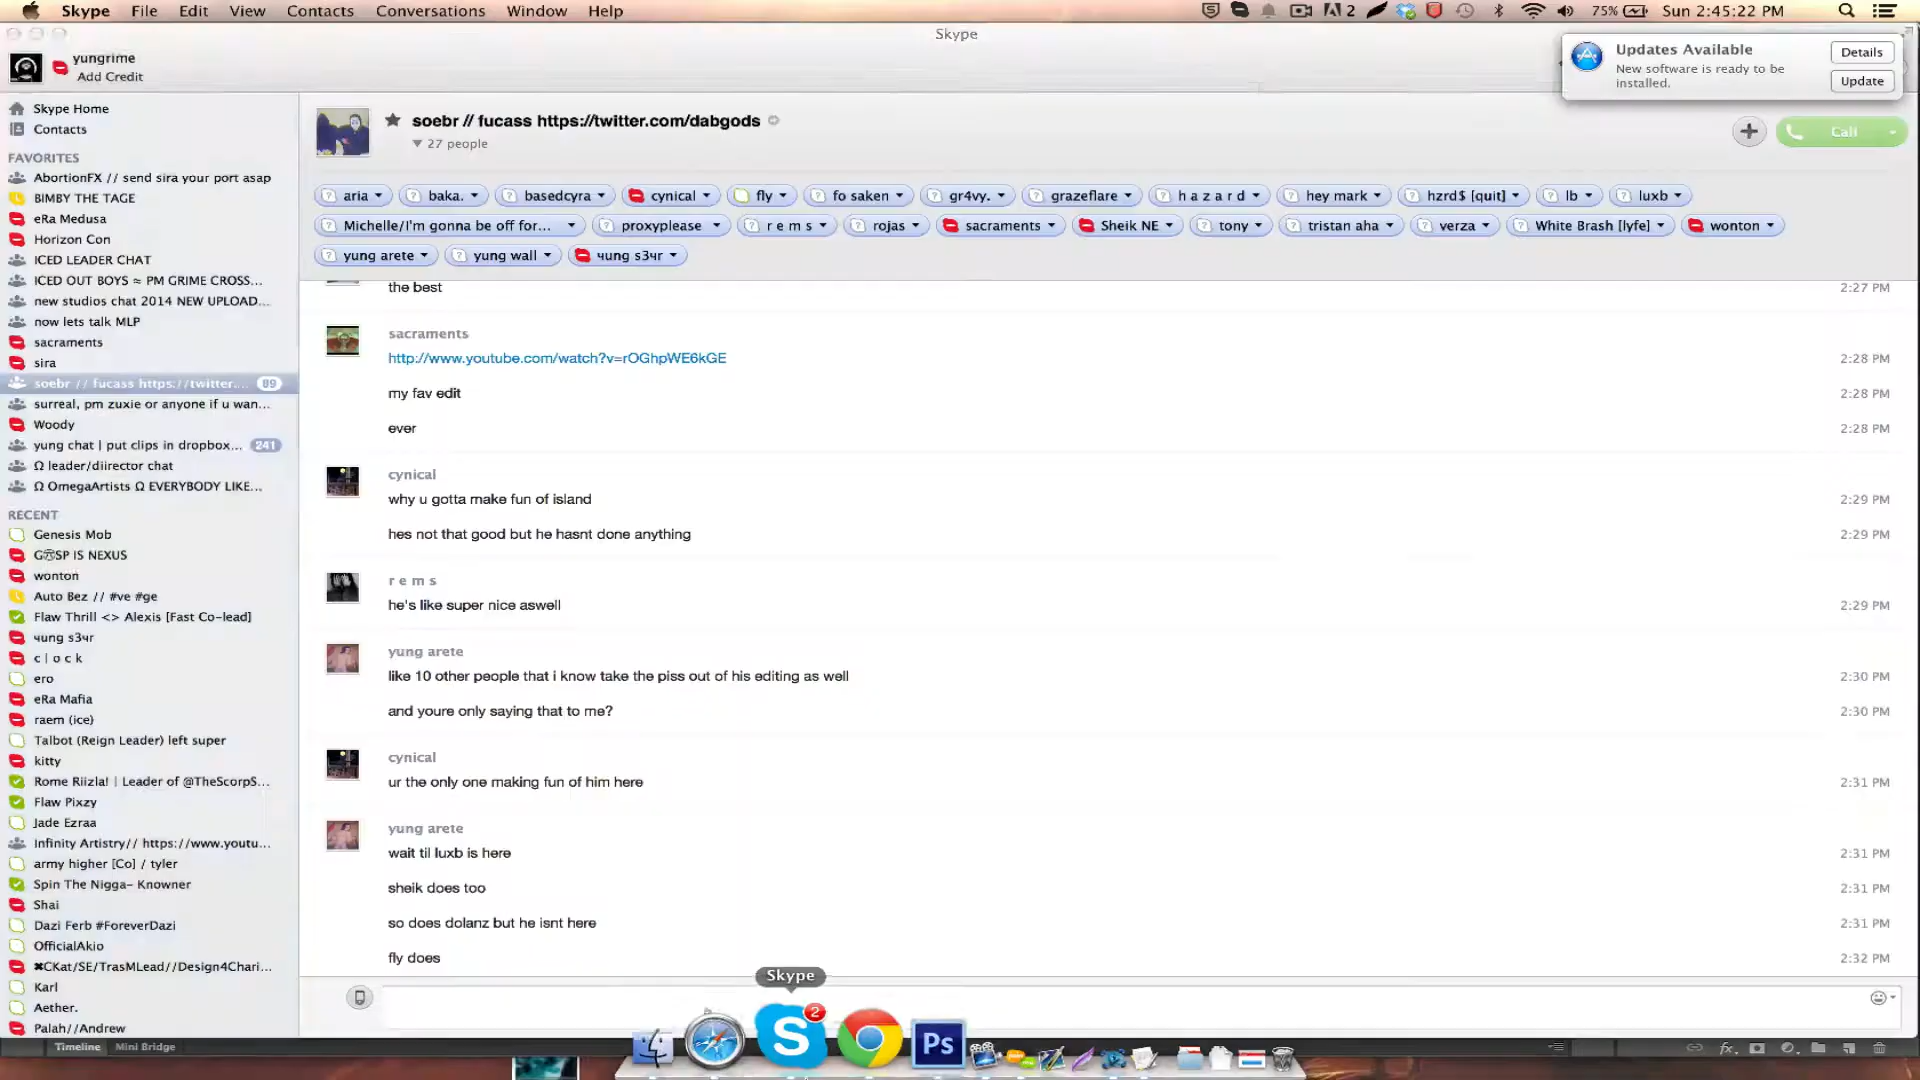 Skype File Edit View Contacts Conversations Window Help
2 75% Sun 2:45:22 PM
Skype
yungrime
Add Credit
Updates Available
New software is ready to be
installed.
Details
Update
Skype Home
Contacts
FAVORITES
AbortionFX // send sira your port asap
BIMBY THE TAGE
eRa Medusa
Horizon Con
ICED LEADER CHAT
ICED OUT BOYS ≈ PM GRIME CROSS...
new studios chat 2014 NEW UPLOAD...
now lets talk MLP
sacraments
sira
soebr // fucass https://twitter.... 89
surreal, pm zuxie or anyone if u wan...
Woody
yung chat | put clips in dropbox... 241
Ω leader/diirector chat
Ω OmegaArtists Ω EVERYBODY LIKE...
RECENT
Genesis Mob
wonton
Auto Bez // #ve #ge
Flaw Thrill <> Alexis [Fast Co-lead]
чung s3чr
c | o c k
ero
eRa Mafia
raem (ice)
Talbot (Reign Leader) left super
kitty
Rome Riizla! | Leader of @TheScorpS...
Flaw Pixzy
Jade Ezraa
Infinity Artistry// https://www.youtu...
army higher [Co] / tyler
Spin The Nigga- Knowner
Shai
Dazi Ferb #ForeverDazi
OfficialAkio
✖CKat/SE/TrasMLead//Design4Chari...
Karl
Aether.
Palah//Andrew
soebr // fucass https://twitter.com/dabgods
27 people
Call
aria baka. basedcyra cynical fly fo saken gr4vy. grazeflare h a z a r d hey mark hzrd$ [quit] lb luxb
Michelle/I'm gonna be off for... proxyplease r e m s rojas sacraments Sheik NE tony tristan aha verza White Brash [lyfe] wonton
yung arete yung wall чung s3чr
the best 2:27 PM
sacraments
http://www.youtube.com/watch?v=rOGhpWE6kGE 2:28 PM
my fav edit 2:28 PM
ever 2:28 PM
cynical
why u gotta make fun of island 2:29 PM
hes not that good but he hasnt done anything 2:29 PM
r e m s
he's like super nice aswell 2:29 PM
yung arete
like 10 other people that i know take the piss out of his editing as well 2:30 PM
and youre only saying that to me? 2:30 PM
cynical
ur the only one making fun of him here 2:31 PM
yung arete
wait til luxb is here 2:31 PM
sheik does too 2:31 PM
so does dolanz but he isnt here 2:31 PM
fly does 2:32 PM
Skype
2
Ps
Timeline Mini Bridge
fx